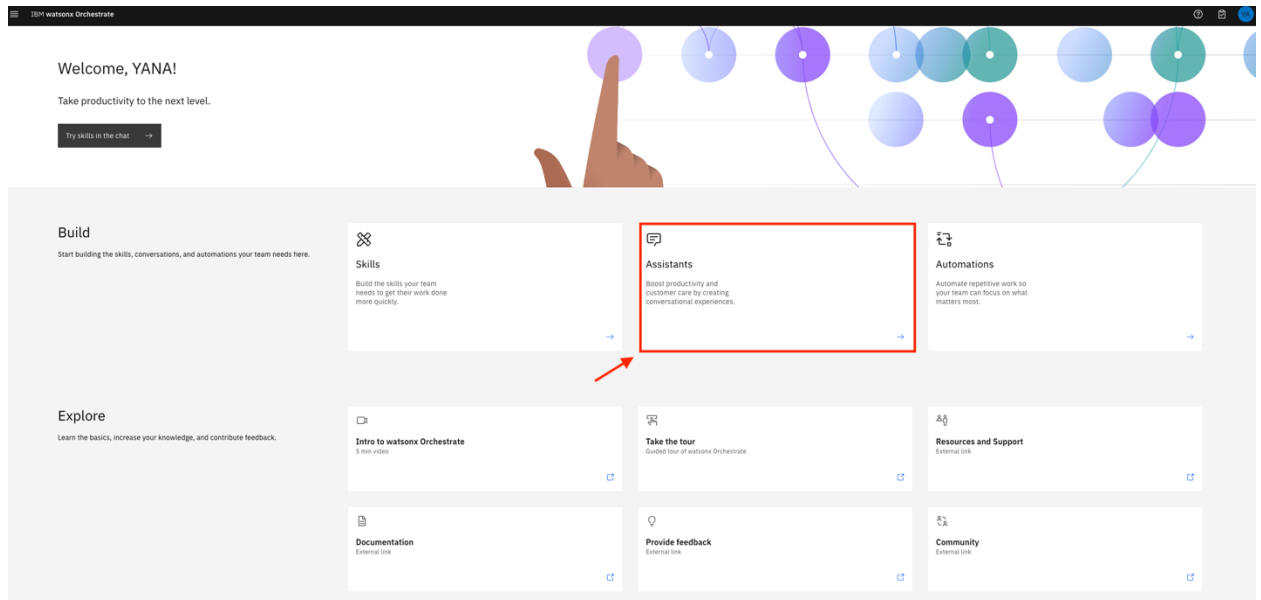 IBM watsonx Orchestrate
YA
Welcome, YANA!
Take productivity to the next level.
Try skills in the chat
Build
Start building the skills, conversations, and automations your team needs here.
Skills
Build the skills your team
needs to get their work done
more quickly.
Assistants
Boost productivity and
customer care by creating
conversational experiences.
Automations
Automate repetitive work so
your team can focus on what
matters most.
Explore
Learn the basics, increase your knowledge, and contribute feedback.
Intro to watsonx Orchestrate
5 min video
Take the tour
Guided tour of watsonx Orchestrate
Resources and Support
External link
Documentation
External link
Provide feedback
External link
Community
External link